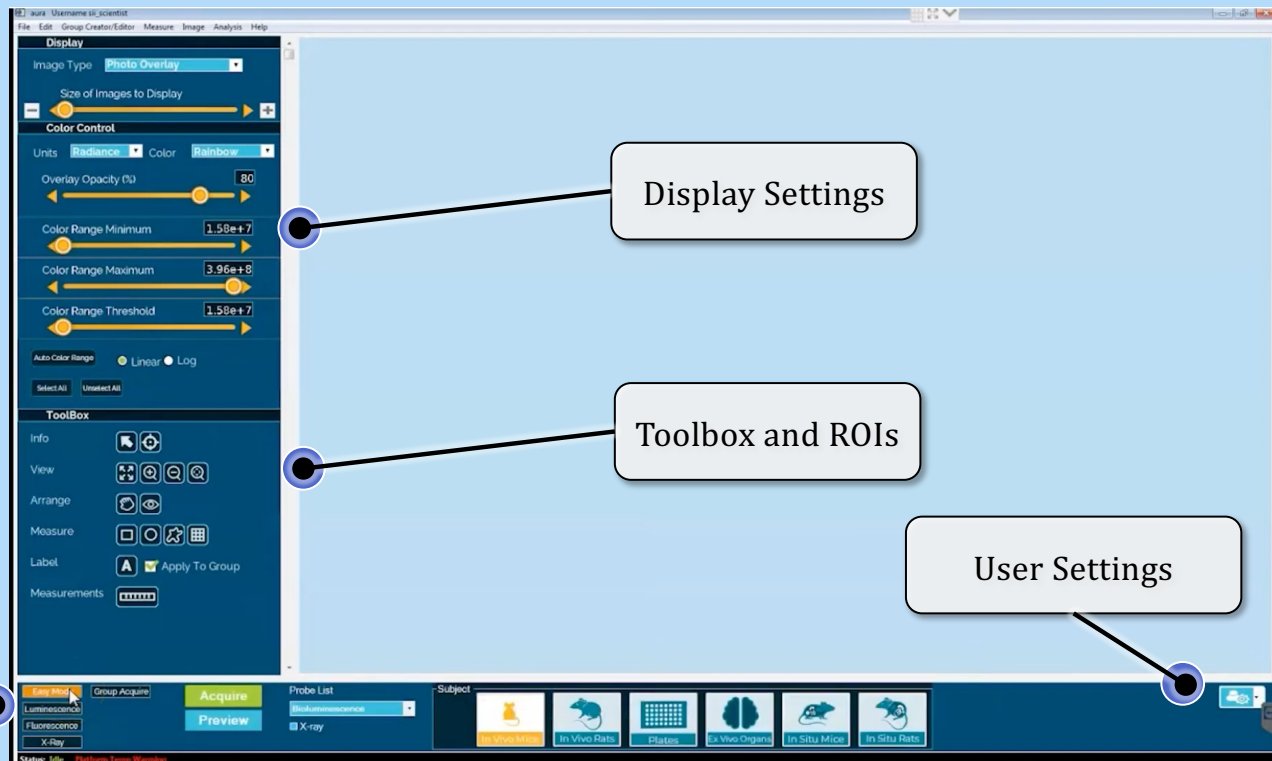 aura Username sii_scientist
File Edit Group Creator/Editor Measure Image Analysis Help
Display
Image Type Photo Overlay
Size of Images to Display
Color Control
Units Radiance Color Rainbow
Overlay Opacity (%) 80
Color Range Minimum 1.58e+7
Color Range Maximum 3.96e+8
Color Range Threshold 1.58e+7
Auto Color Range Linear Log
Select All Unselect All
ToolBox
Info
View
Arrange
Measure
Label A Apply To Group
Measurements
Display Settings
Toolbox and ROIs
User Settings
Easy Mode Group Acquire
Luminescence
Fluorescence
X-Ray
Acquire
Preview
Probe List
Bioluminescence
X-ray
Subject
In Vivo Mice In Vivo Rats Plates Ex Vivo Organs In Situ Mice In Situ Rats
Status: Idle Platform Temp Warning